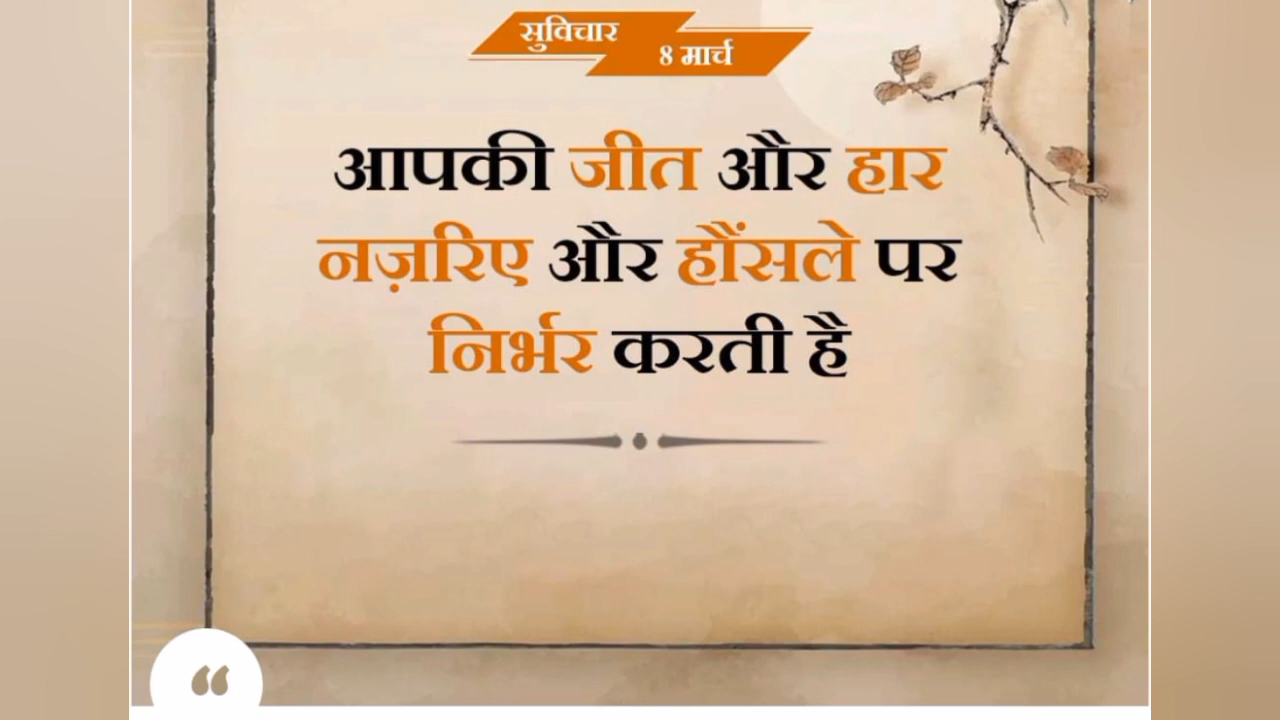 सुविचार
8 मार्च
आपकी जीत और हार
नज़रिए और हौंसले पर
निर्भर करती है
“